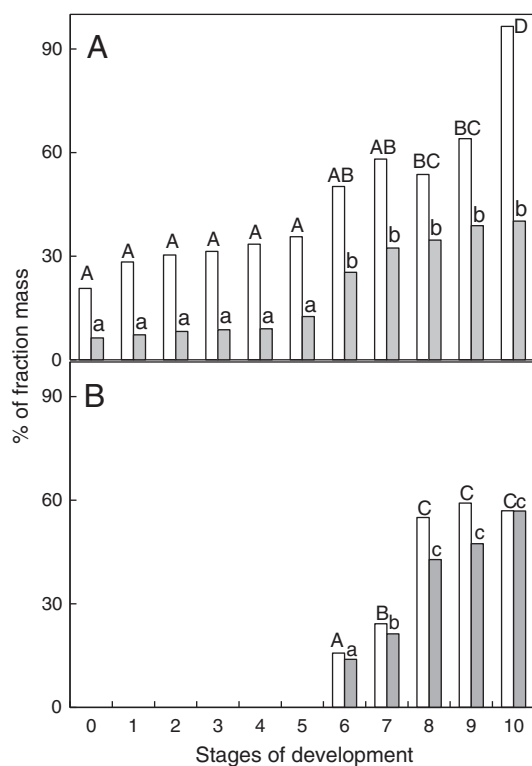 A
90
60
30
0
A a
A a
A a
A a
A a
A a
AB b
AB b
BC b
BC b
D b
B
90
60
30
0
A a
B b
C c
C c
C c
0 1 2 3 4 5 6 7 8 9 10
Stages of development
% of fraction mass